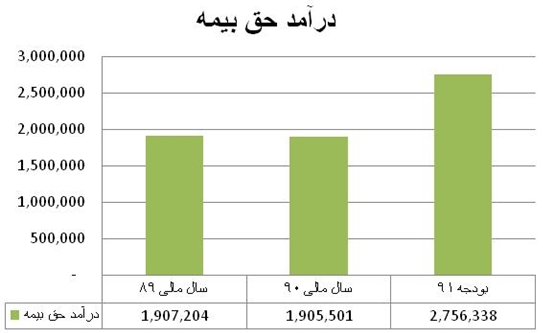 درآمد حق بیمه
3,000,000
2,500,000
2,000,000
1,500,000
1,000,000
500,000
-
سال مالی ۸۹ سال مالی ۹۰ بودجه ۹۱
درآمد حق بیمه 1,907,204 1,905,501 2,756,338